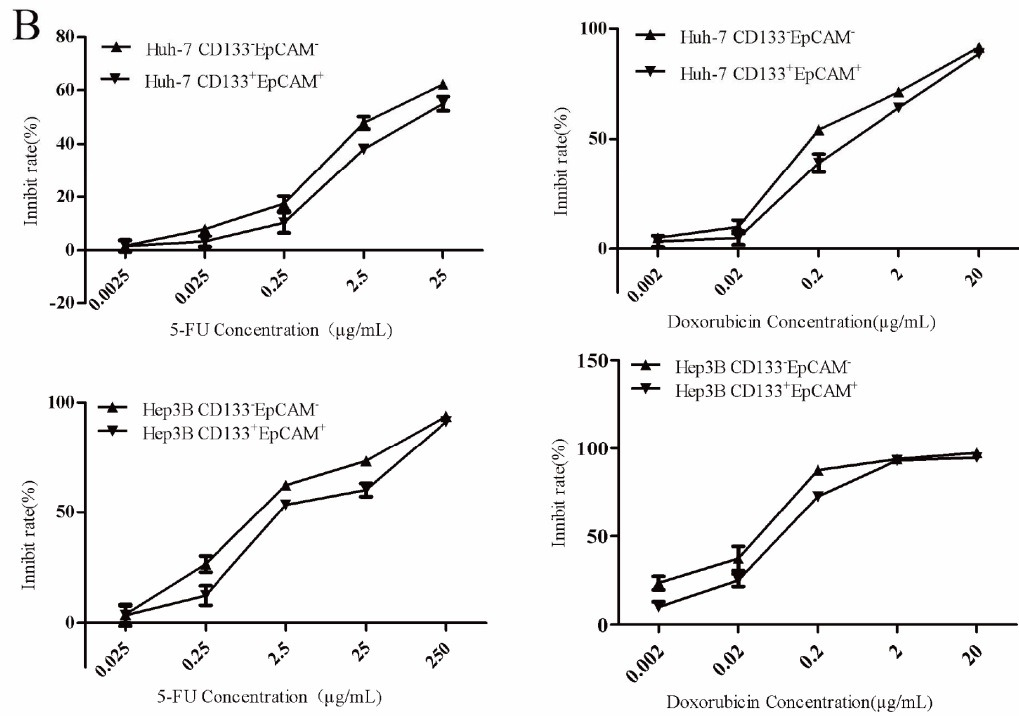 B
80
60
40
20
0
-20
Innibit rate(%)
Huh-7 CD133⁻EpCAM⁻
Huh-7 CD133⁺EpCAM⁺
0.0025
0.025
0.25
2.5
25
5-FU Concentration (µg/mL)
100
50
0
Innibit rate(%)
Huh-7 CD133⁻EpCAM⁻
Huh-7 CD133⁺EpCAM⁺
0.002
0.02
0.2
2
20
Doxorubicin Concentration(µg/mL)
100
50
0
Innibit rate(%)
Hep3B CD133⁻EpCAM⁻
Hep3B CD133⁺EpCAM⁺
0.025
0.25
2.5
25
250
5-FU Concentration (µg/mL)
150
100
50
0
Innibit rate(%)
Hep3B CD133⁻EpCAM⁻
Hep3B CD133⁺EpCAM⁺
0.002
0.02
0.2
2
20
Doxorubicin Concentration(µg/mL)